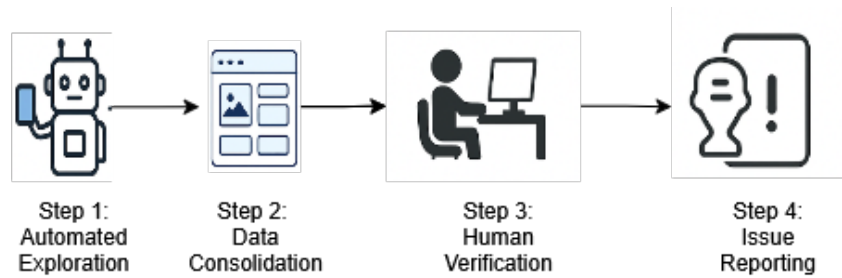 Step 1:
Automated
Exploration
Step 2:
Data
Consolidation
Step 3:
Human
Verification
Step 4:
Issue
Reporting